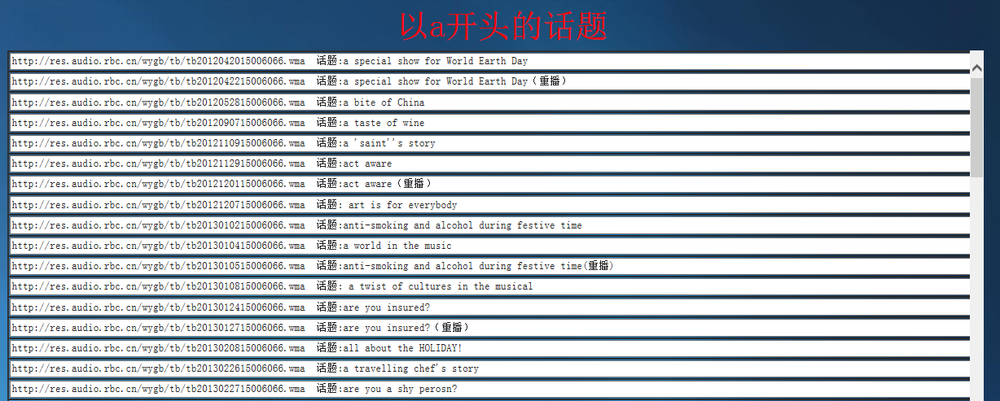 以a开头的话题
http://res.audio.rbc.cn/wygb/tb/tb2012042015006066.wma  话题:a special show for World Earth Day
http://res.audio.rbc.cn/wygb/tb/tb2012042215006066.wma  话题:a special show for World Earth Day（重播）
http://res.audio.rbc.cn/wygb/tb/tb2012052815006066.wma  话题:a bite of China
http://res.audio.rbc.cn/wygb/tb/tb2012090715006066.wma  话题:a taste of wine
http://res.audio.rbc.cn/wygb/tb/tb2012110915006066.wma  话题:a 'saint''s story
http://res.audio.rbc.cn/wygb/tb/tb2012112915006066.wma  话题:act aware
http://res.audio.rbc.cn/wygb/tb/tb2012120115006066.wma  话题:act aware（重播）
http://res.audio.rbc.cn/wygb/tb/tb2012120715006066.wma  话题: art is for everybody
http://res.audio.rbc.cn/wygb/tb/tb2013010215006066.wma  话题:anti-smoking and alcohol during festive time
http://res.audio.rbc.cn/wygb/tb/tb2013010415006066.wma  话题:a world in the music
http://res.audio.rbc.cn/wygb/tb/tb2013010515006066.wma  话题:anti-smoking and alcohol during festive time(重播)
http://res.audio.rbc.cn/wygb/tb/tb2013010815006066.wma  话题: a twist of cultures in the musical
http://res.audio.rbc.cn/wygb/tb/tb2013012415006066.wma  话题:are you insured?
http://res.audio.rbc.cn/wygb/tb/tb2013012715006066.wma  话题:are you insured?（重播）
http://res.audio.rbc.cn/wygb/tb/tb2013020815006066.wma  话题:all about the HOLIDAY!
http://res.audio.rbc.cn/wygb/tb/tb2013022615006066.wma  话题:a travelling chef's story
http://res.audio.rbc.cn/wygb/tb/tb2013022715006066.wma  话题:are you a shy perosn?